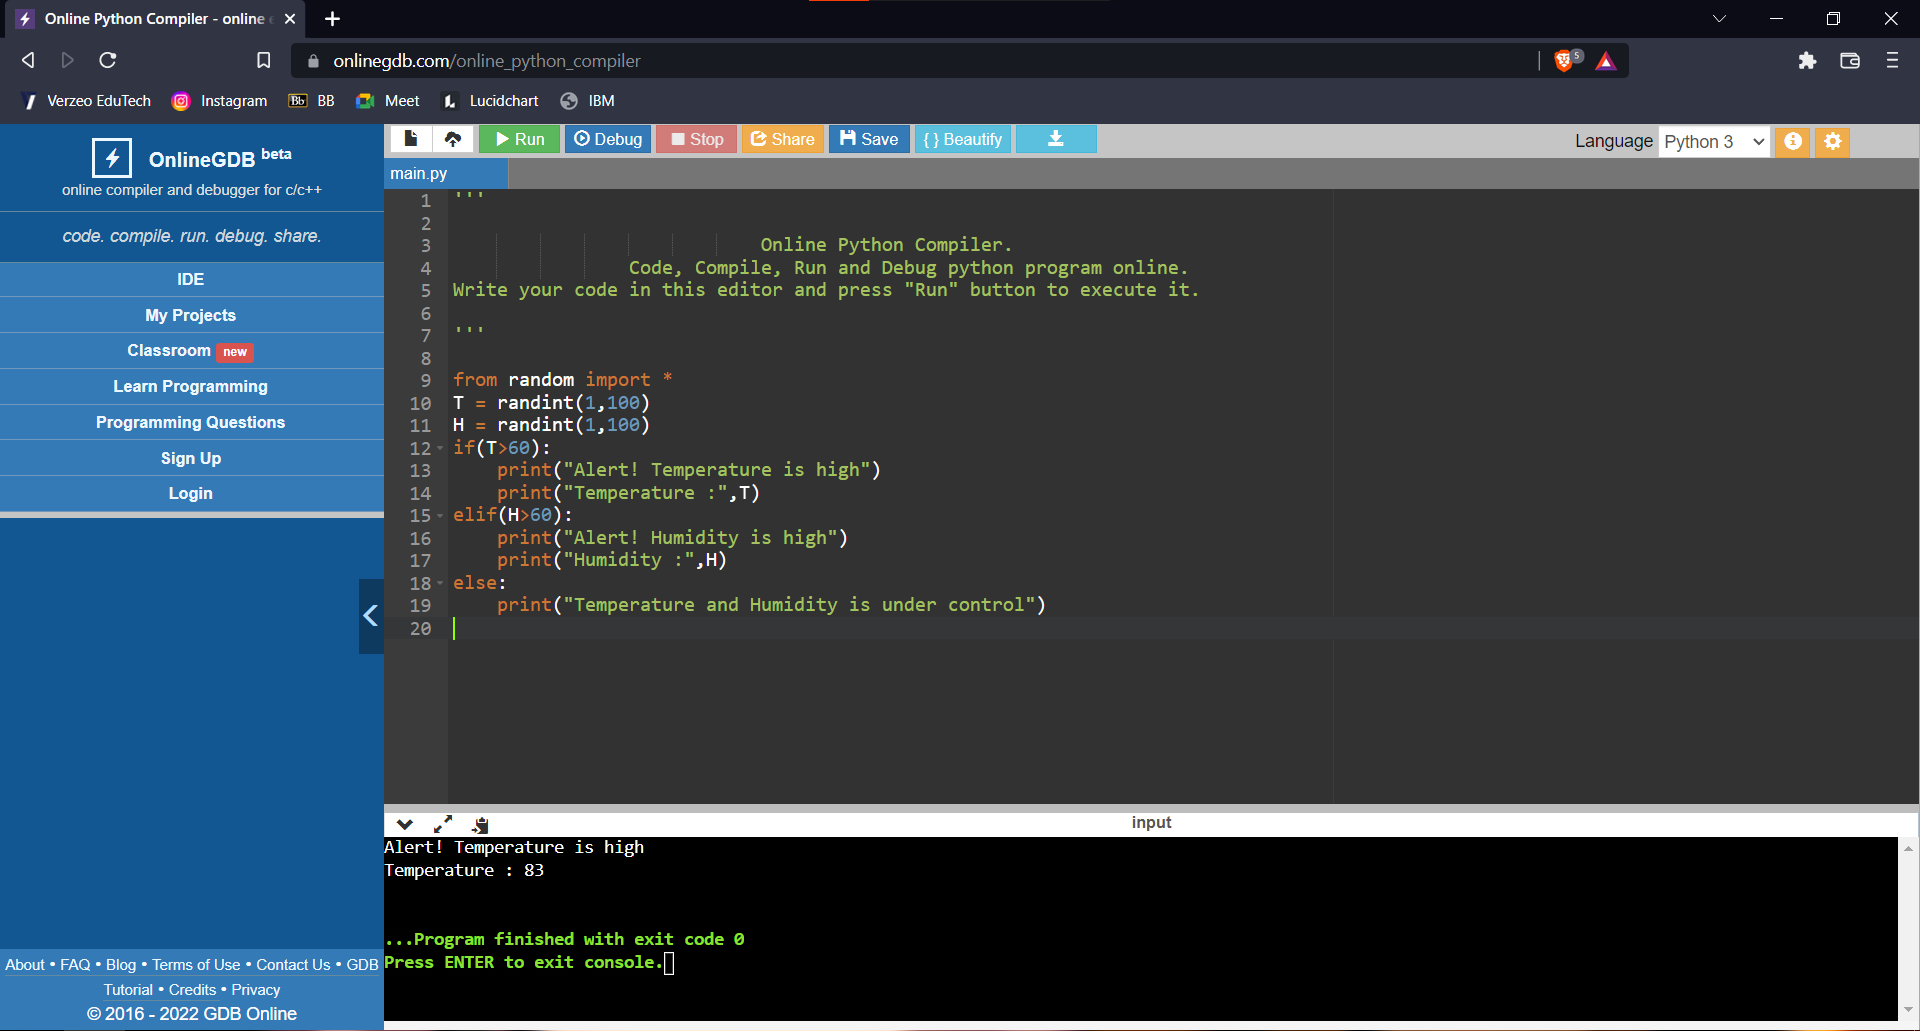 Online Python Compiler - online
onlinegdb.com/online_python_compiler
5
Verzeo EduTech Instagram Bb BB Meet Lucidchart IBM
OnlineGDB beta
online compiler and debugger for c/c++
code. compile. run. debug. share.
IDE
My Projects
Classroom new
Learn Programming
Programming Questions
Sign Up
Login
About • FAQ • Blog • Terms of Use • Contact Us • GDB
Tutorial • Credits • Privacy
© 2016 - 2022 GDB Online
Run Debug Stop Share Save { } Beautify
Language Python 3
main.py
1 '''
2
3 Online Python Compiler.
4 Code, Compile, Run and Debug python program online.
5 Write your code in this editor and press "Run" button to execute it.
6
7 '''
8
9 from random import *
10 T = randint(1,100)
11 H = randint(1,100)
12 if(T>60):
13     print("Alert! Temperature is high")
14     print("Temperature :",T)
15 elif(H>60):
16     print("Alert! Humidity is high")
17     print("Humidity :",H)
18 else:
19     print("Temperature and Humidity is under control")
20
input
Alert! Temperature is high
Temperature : 83
...Program finished with exit code 0
Press ENTER to exit console.